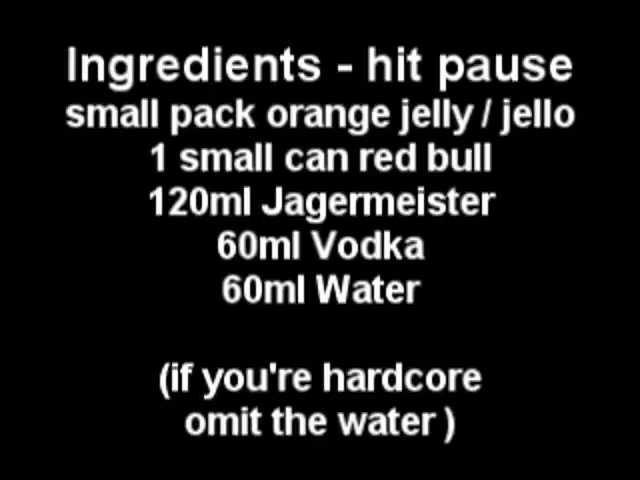 Ingredients - hit pause
small pack orange jelly / jello
1 small can red bull
120ml Jagermeister
60ml Vodka
60ml Water
(if you're hardcore
omit the water )